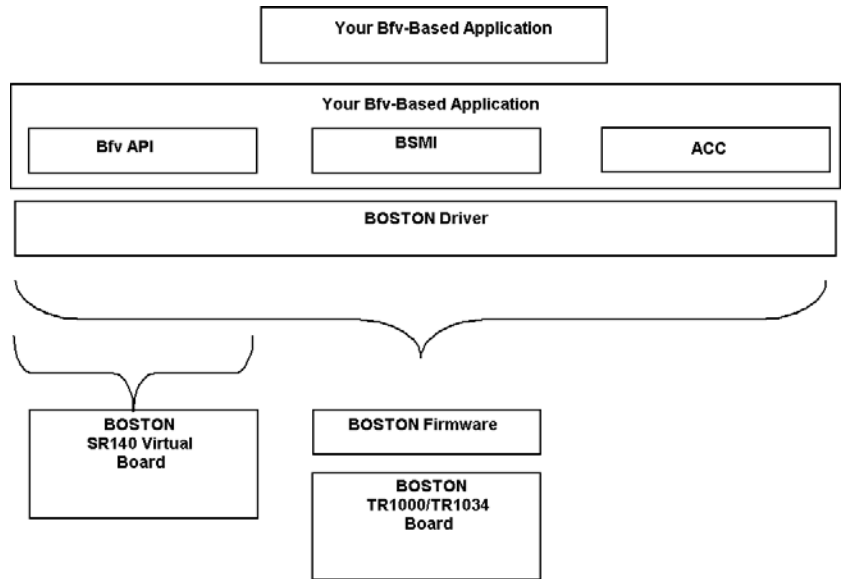 Your Bfv-Based Application
Your Bfv-Based Application
Bfv API
BSMI
ACC
BOSTON Driver
BOSTON
SR140 Virtual
Board
BOSTON Firmware
BOSTON
TR1000/TR1034
Board